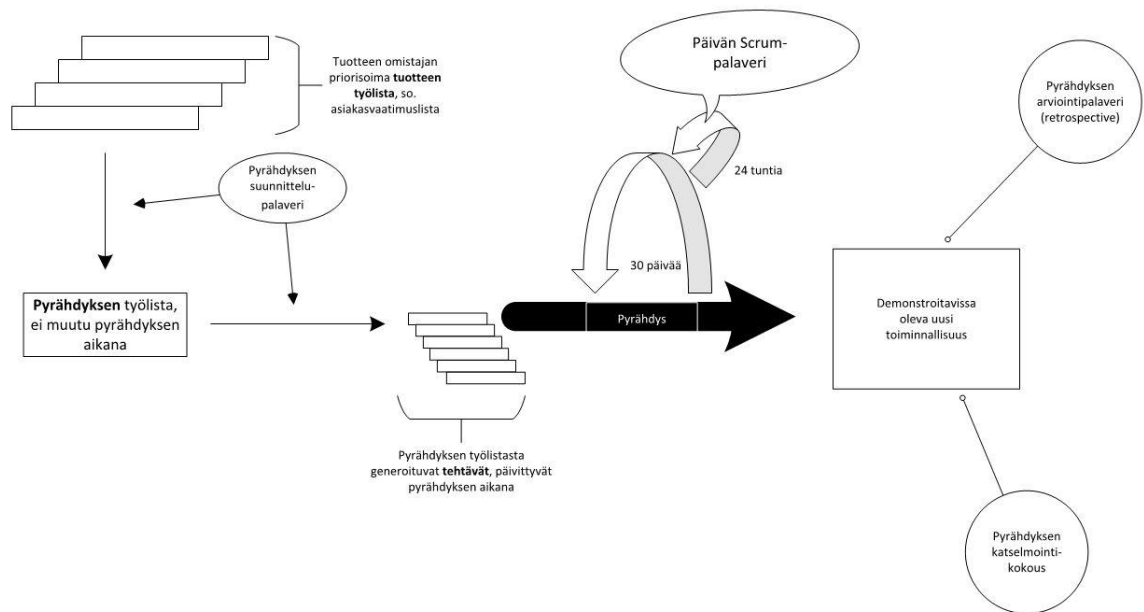 Tuotteen omistajan
priorisoima tuotteen
työlista, so.
asiakasvaatimuslista
Päivän Scrum-
palaveri
Pyrähdyksen
arviointipalaveri
(retrospective)
Pyrähdyksen
suunnittelu-
palaveri
24 tuntia
30 päivää
Pyrähdyksen työlista,
ei muutu pyrähdyksen
aikana
Pyrähdys
Demonstroitavissa
oleva uusi
toiminnallisuus
Pyrähdyksen työlistasta
generoituvat tehtävät, päivittyvät
pyrähdyksen aikana
Pyrähdyksen
katselmointi-
kokous